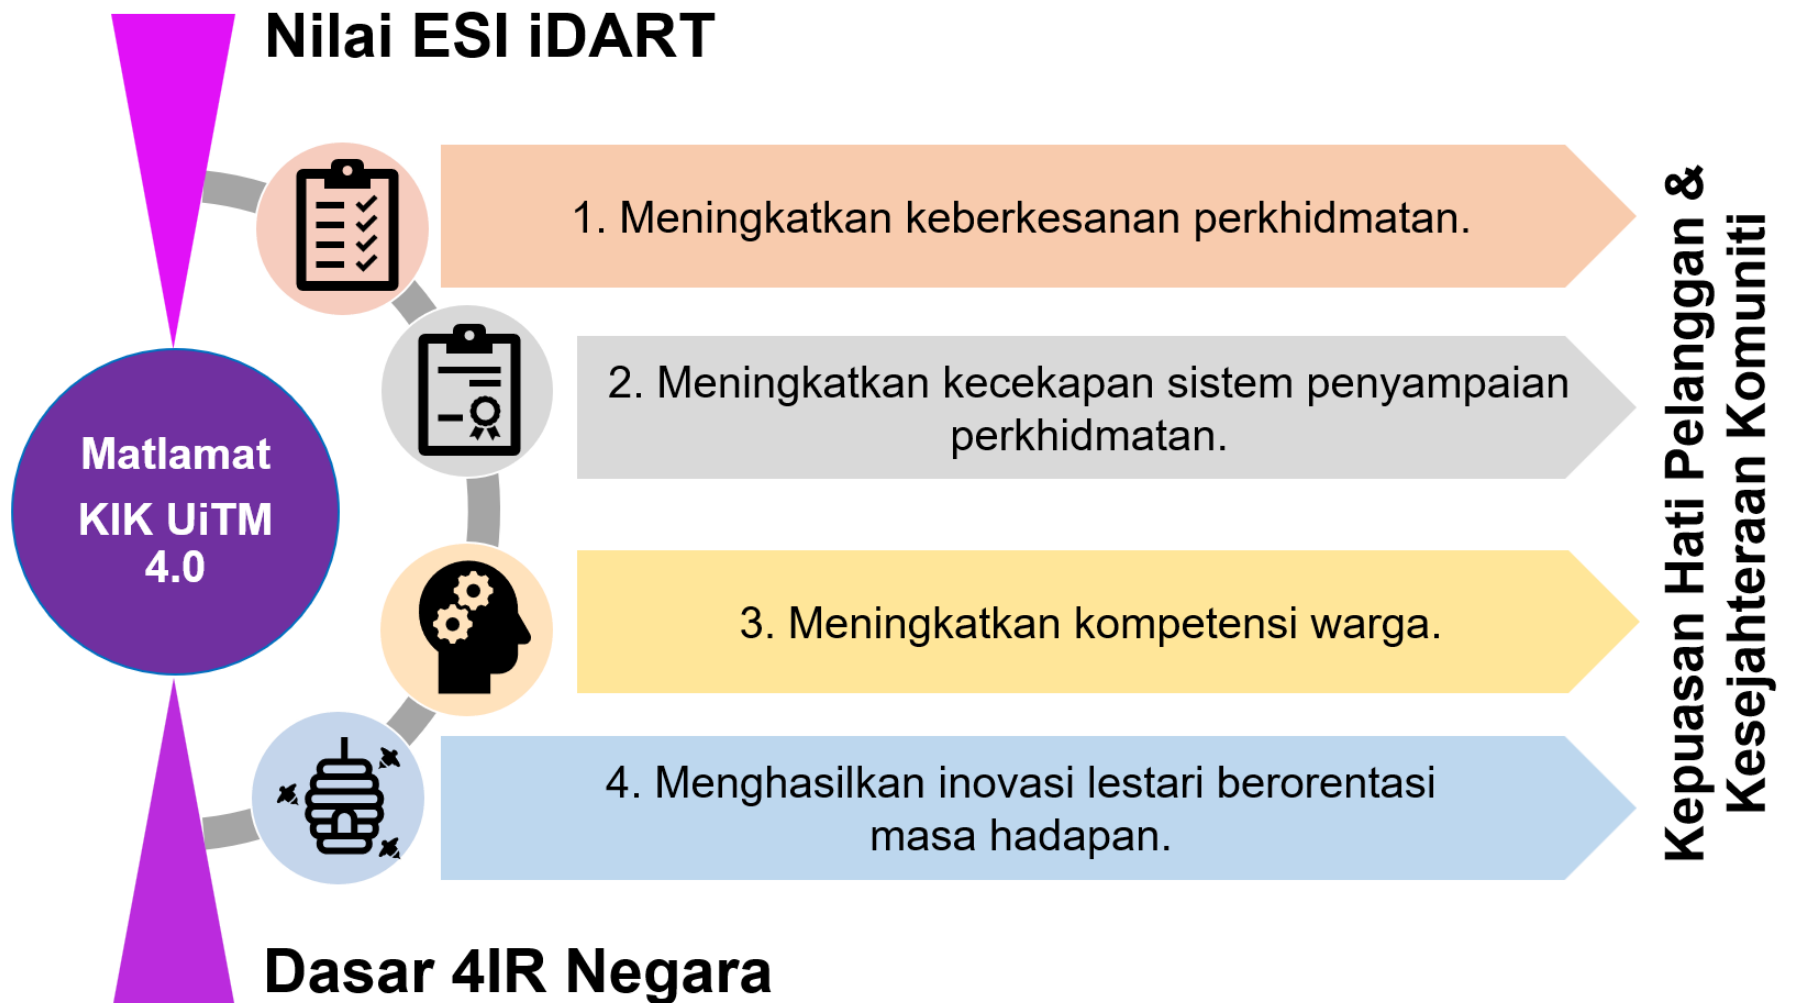 Nilai ESI iDART
1. Meningkatkan keberkesanan perkhidmatan.
2. Meningkatkan kecekapan sistem penyampaian
perkhidmatan.
Matlamat
KIK UiTM
4.0
3. Meningkatkan kompetensi warga.
4. Menghasilkan inovasi lestari berorentasi
masa hadapan.
Kepuasan Hati Pelanggan &
Kesejahteraan Komuniti
Dasar 4IR Negara